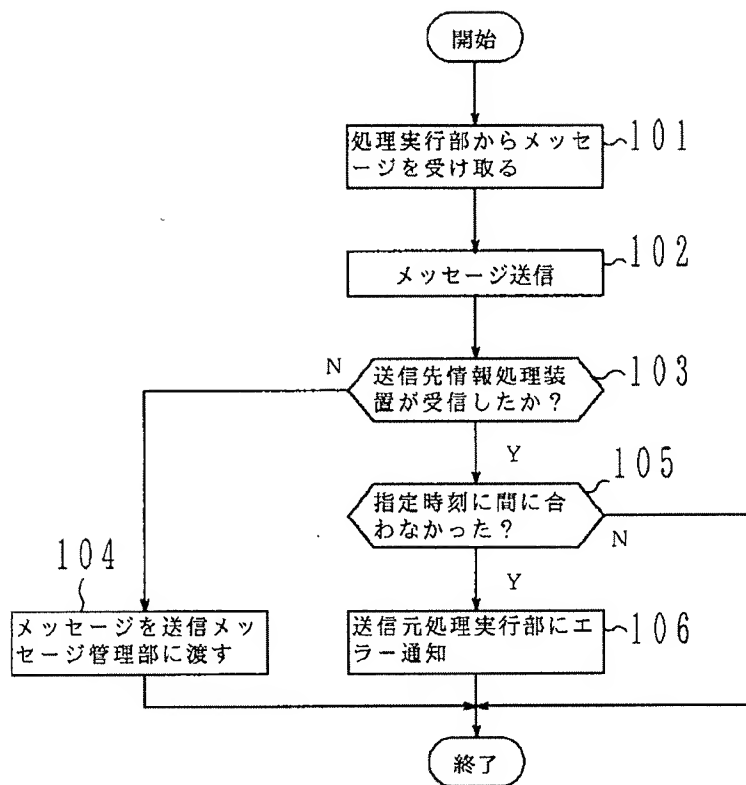 開始
処理実行部からメッセ
ージを受け取る
101
メッセージ送信
102
送信先情報処理装
置が受信したか?
103
N
Y
指定時刻に間に合
わなかった?
105
N
Y
104
メッセージを送信メッ
セージ管理部に渡す
送信元処理実行部にエ
ラー通知
106
終了